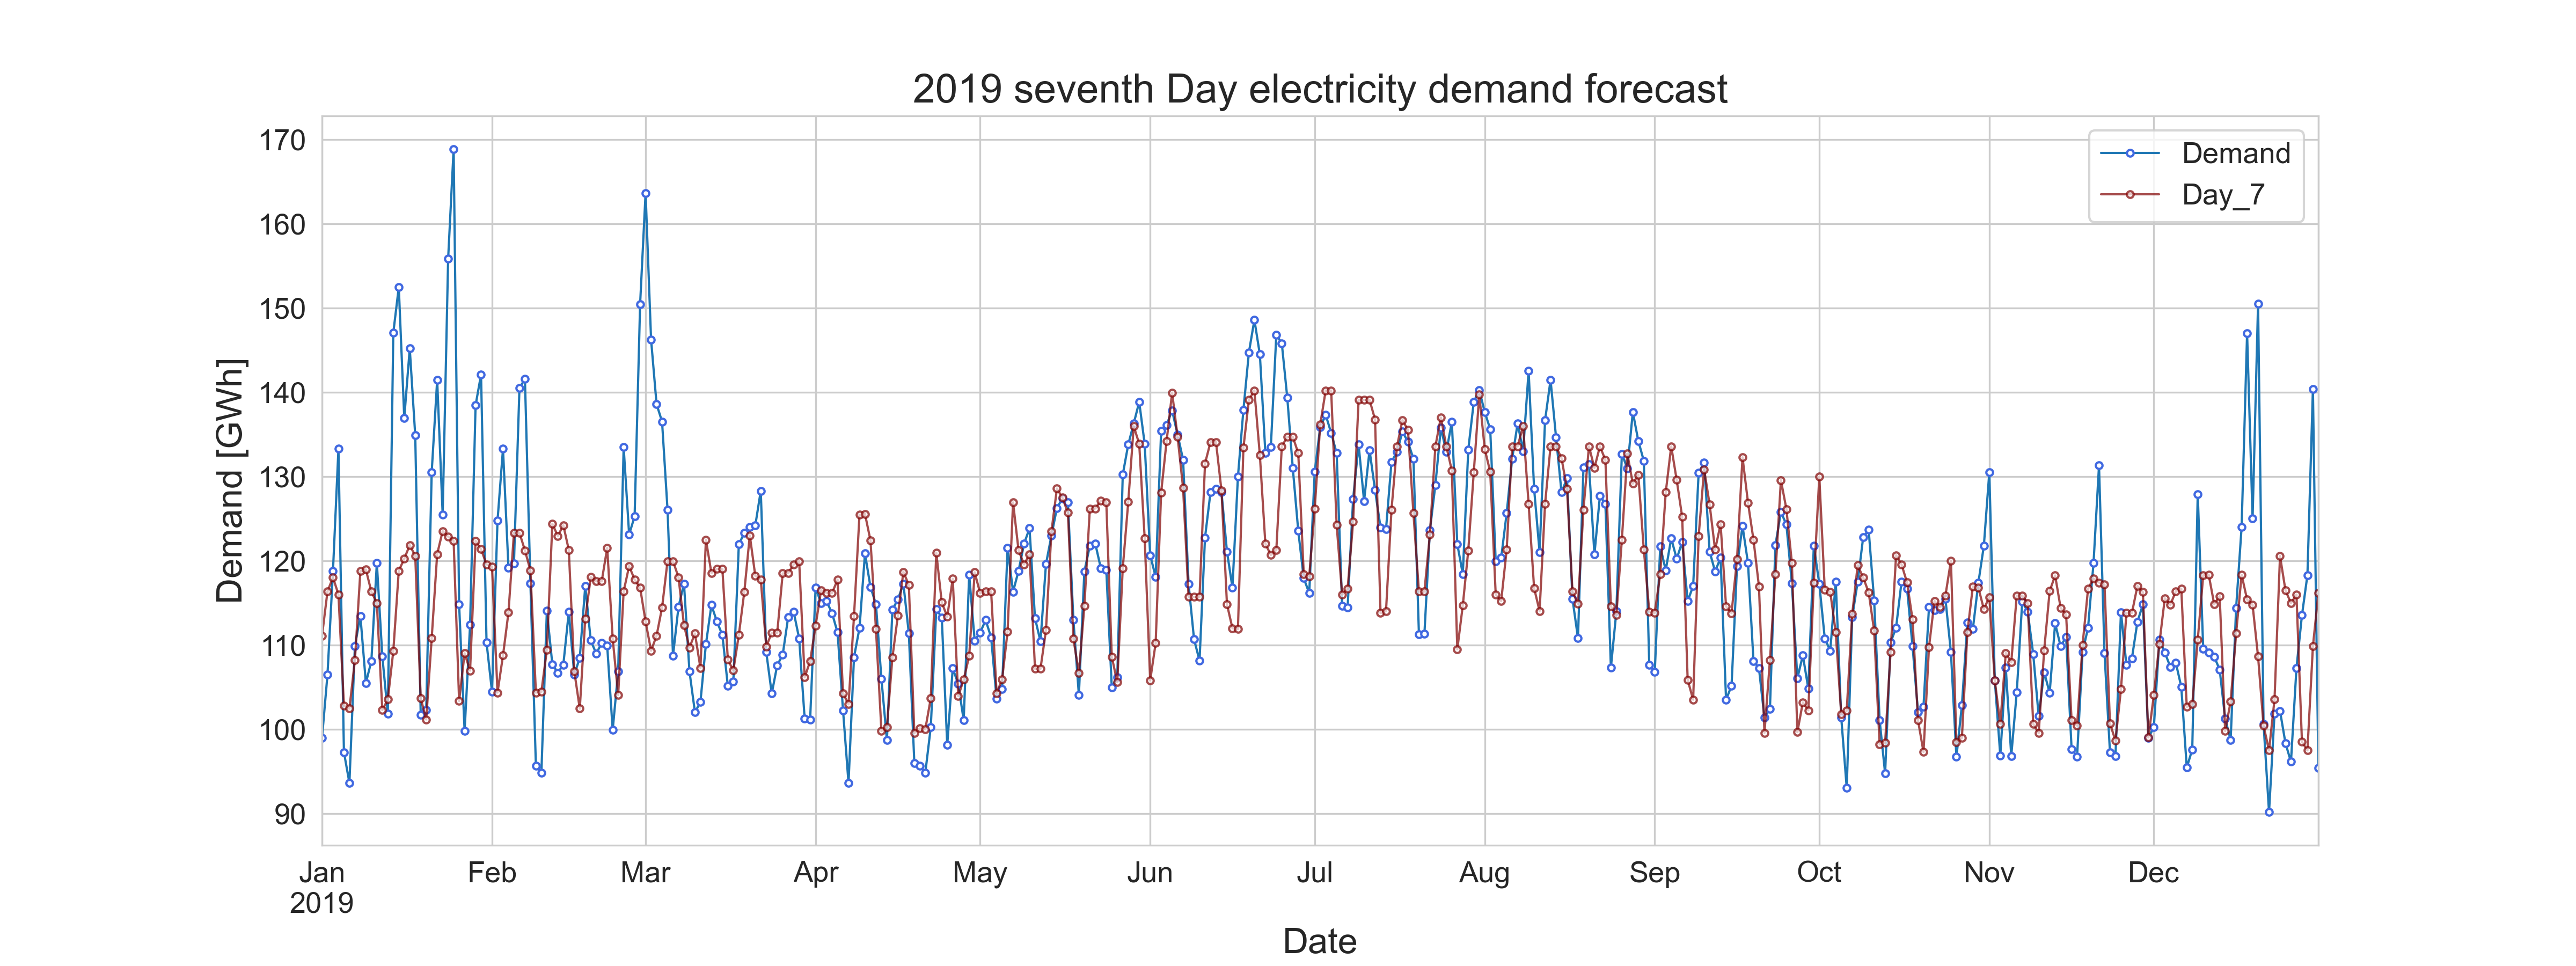 2019 seventh Day electricity demand forecast
170
160
150
140
130
120
110
100
90
Demand [GWh]
Demand
Day_7
Jan Feb Mar Apr May Jun Jul Aug Sep Oct Nov Dec
2019
Date